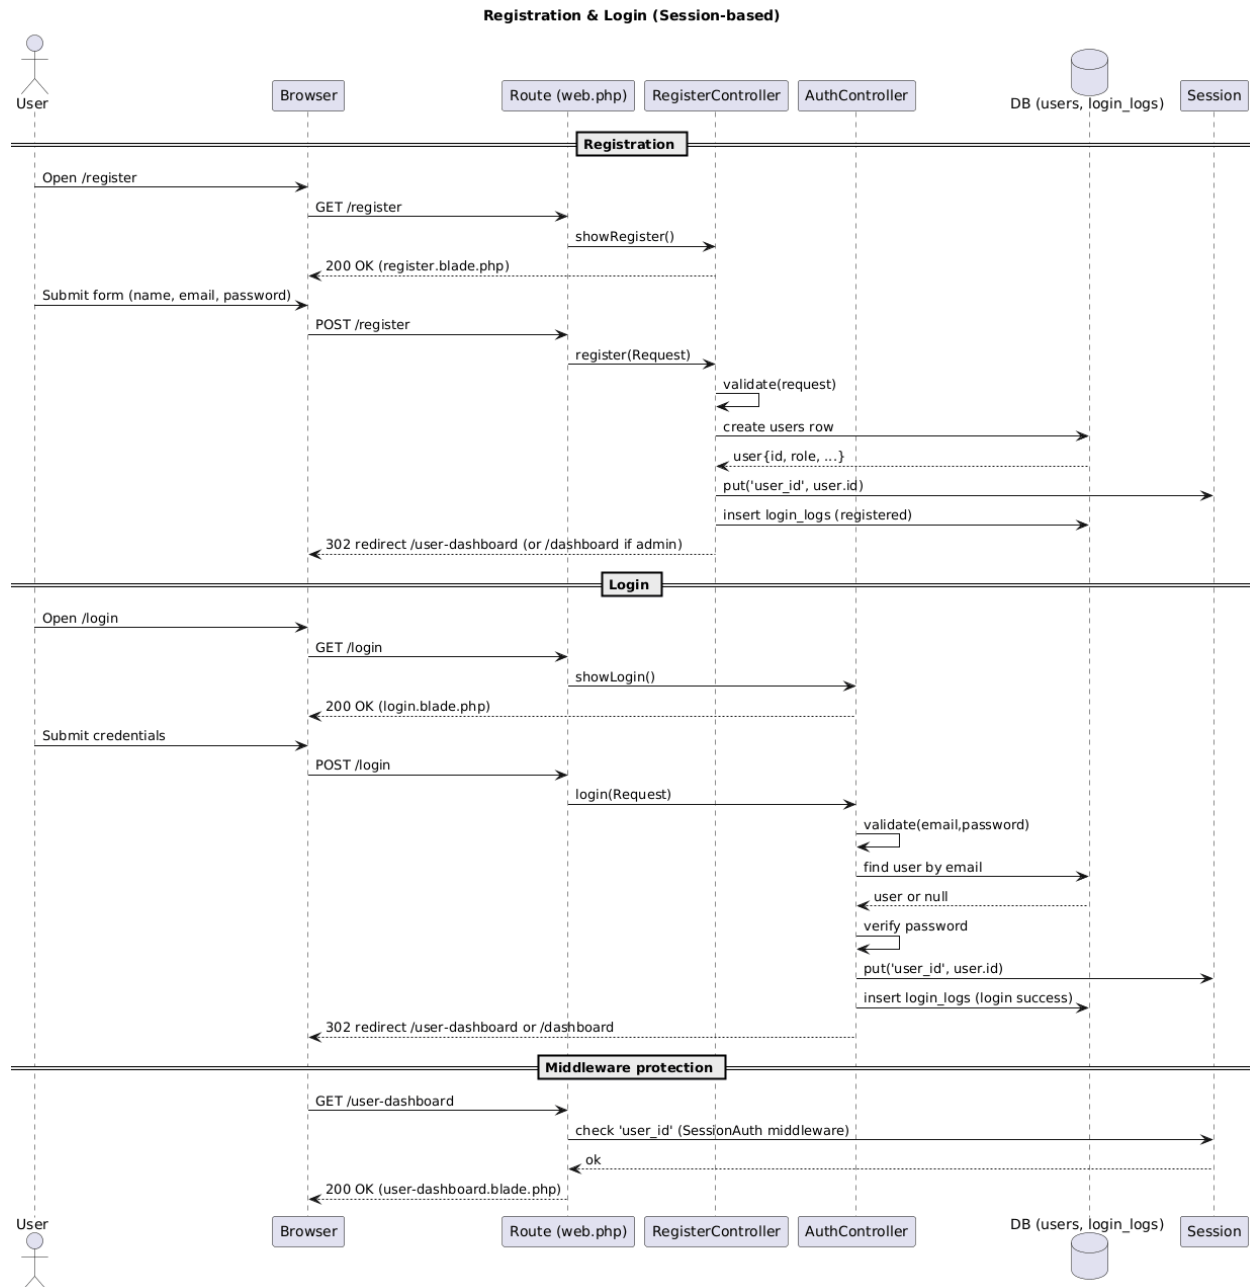 Registration & Login (Session-based)
User
Browser
Route (web.php)
RegisterController
AuthController
DB (users, login_logs)
Session
Registration
Open /register
GET /register
showRegister()
200 OK (register.blade.php)
Submit form (name, email, password)
POST /register
register(Request)
validate(request)
create users row
user{id, role, ...}
put('user_id', user.id)
insert login_logs (registered)
302 redirect /user-dashboard (or /dashboard if admin)
Login
Open /login
GET /login
showLogin()
200 OK (login.blade.php)
Submit credentials
POST /login
login(Request)
validate(email,password)
find user by email
user or null
verify password
put('user_id', user.id)
insert login_logs (login success)
302 redirect /user-dashboard or /dashboard
Middleware protection
GET /user-dashboard
check 'user_id' (SessionAuth middleware)
ok
200 OK (user-dashboard.blade.php)
User
Browser
Route (web.php)
RegisterController
AuthController
DB (users, login_logs)
Session